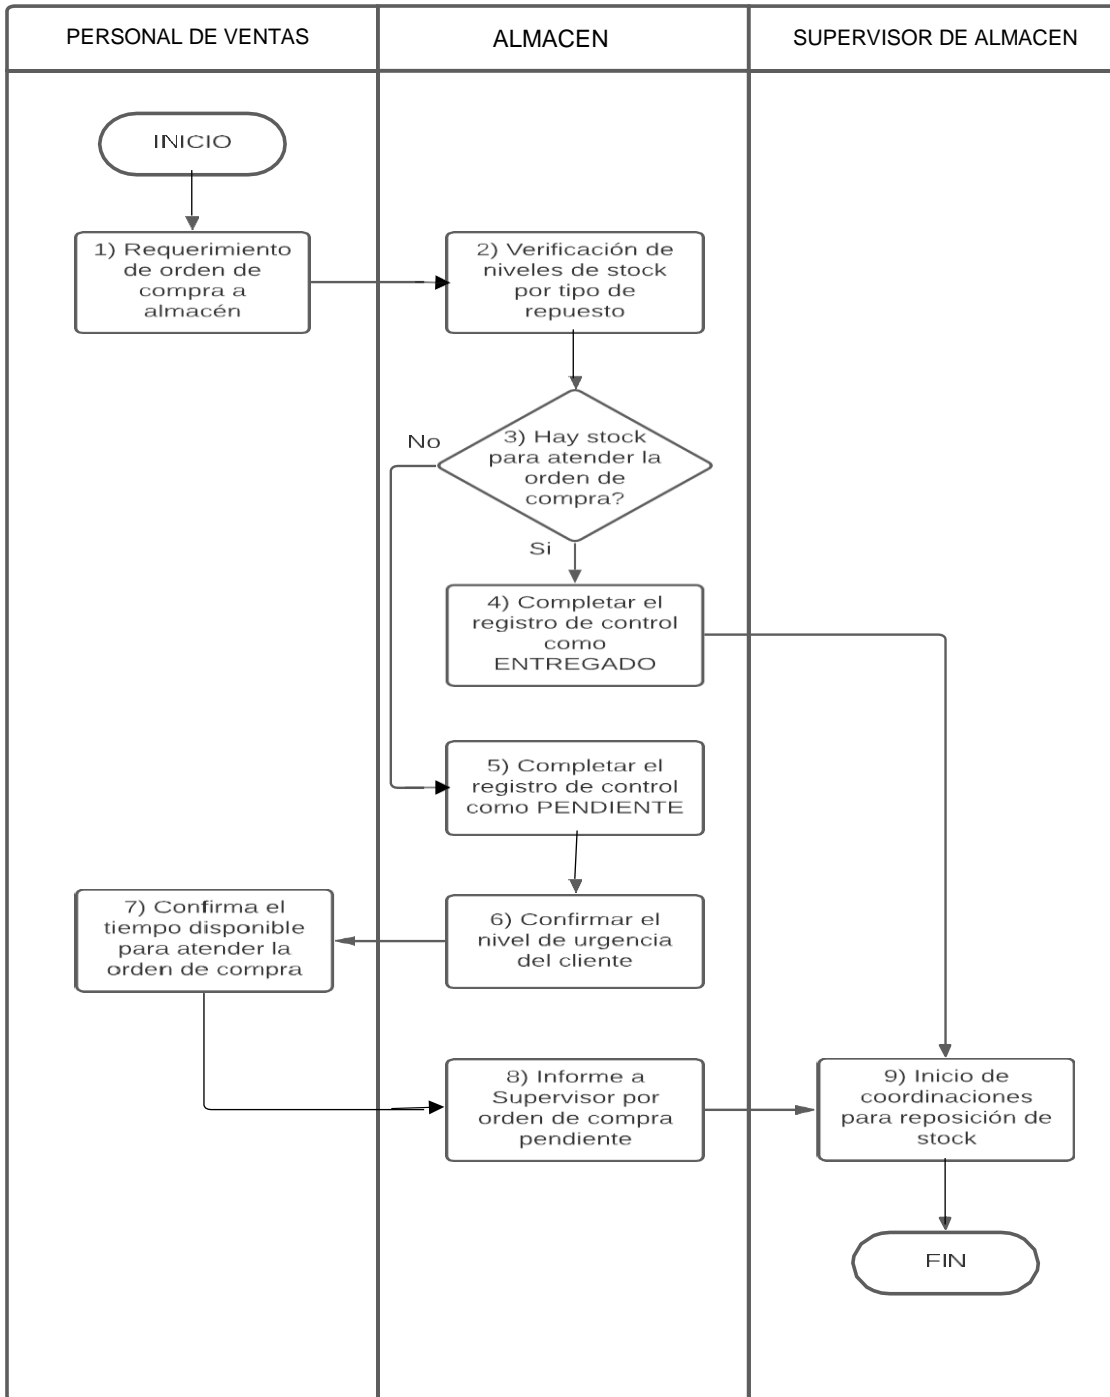 PERSONAL DE VENTAS
ALMACEN
SUPERVISOR DE ALMACEN
INICIO
1) Requerimiento
de orden de
compra a
almacén
2) Verificación de
niveles de stock
por tipo de
repuesto
No
3) Hay stock
para atender la
orden de
compra?
Si
4) Completar el
registro de control
como
ENTREGADO
5) Completar el
registro de control
como PENDIENTE
6) Confirmar el
nivel de urgencia
del cliente
7) Confirma el
tiempo disponible
para atender la
orden de compra
8) Informe a
Supervisor por
orden de compra
pendiente
9) Inicio de
coordinaciones
para reposición de
stock
FIN